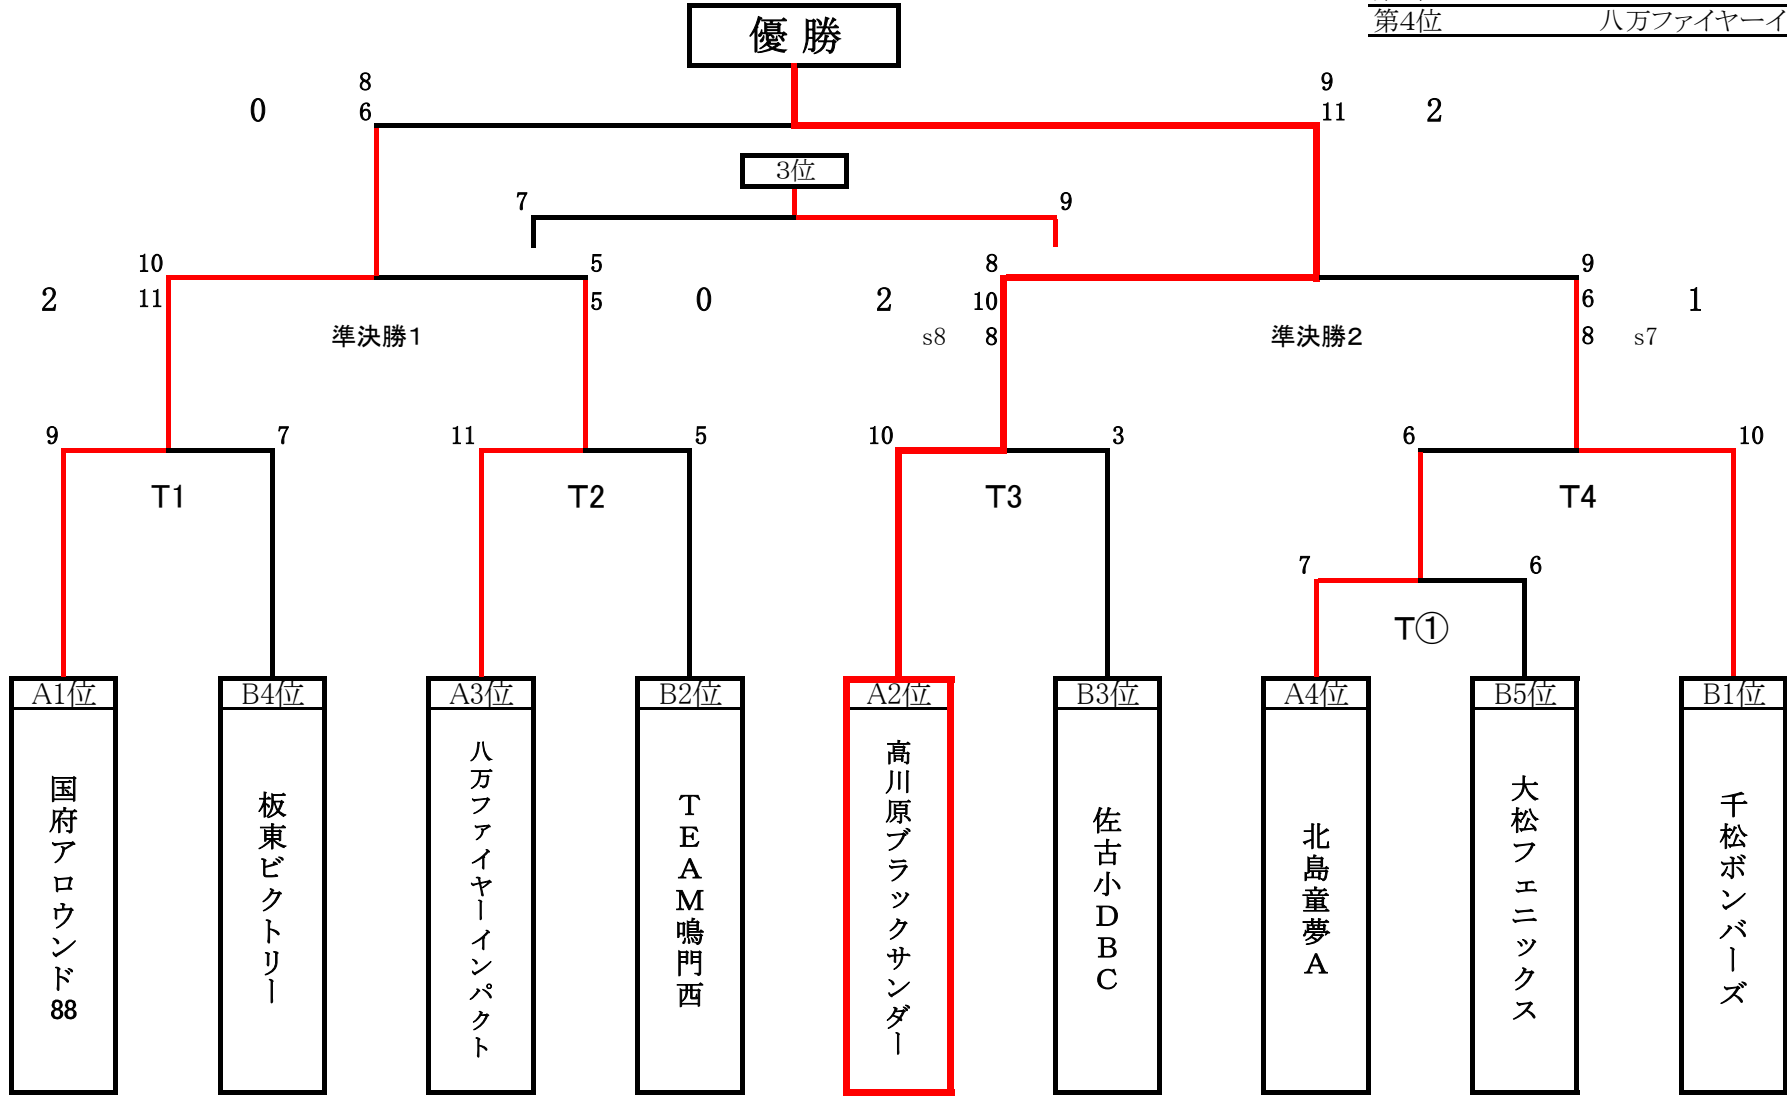 第4位 八万ファイヤーイ
優勝
8 9
0 6 11 2
3位
7 9
10 5 8 9
2 11 5 0 2 10 6 1
準決勝1 s8 8 準決勝2 8 s7
9 7 11 5 10 3 6 10
T1 T2 T3 T4
7 6
T①
A1位 B4位 A3位 B2位 A2位 B3位 A4位 B5位 B1位
国府アロウンド88
板東ビクトリー
八万ファイヤーインパクト
TEAM鳴門西
高川原ブラックサンダー
佐古小DBC
北島童夢A
大松フェニックス
千松ボンバーズ